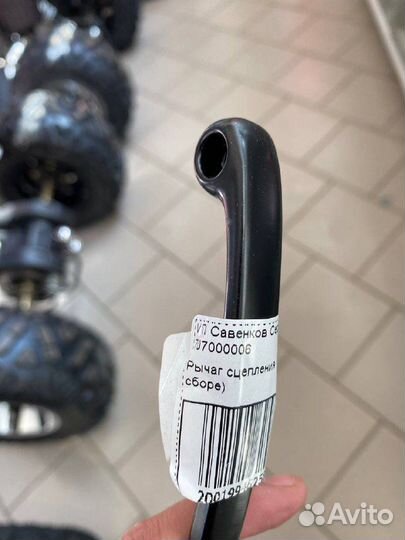 Савенков
07000006
Рычаг сцепления
(сборе)
Avito